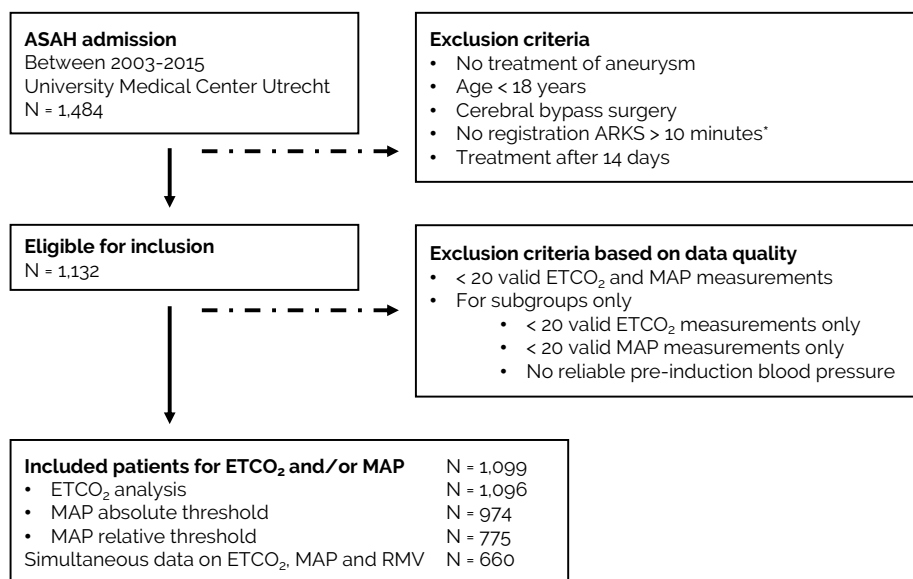 ASAH admission
Between 2003-2015
University Medical Center Utrecht
N = 1,484
Exclusion criteria
• No treatment of aneurysm
• Age < 18 years
• Cerebral bypass surgery
• No registration ARKS > 10 minutes*
• Treatment after 14 days
Eligible for inclusion
N = 1,132
Exclusion criteria based on data quality
• < 20 valid ETCO₂ and MAP measurements
• For subgroups only
• < 20 valid ETCO₂ measurements only
• < 20 valid MAP measurements only
• No reliable pre-induction blood pressure
Included patients for ETCO₂ and/or MAP N = 1,099
• ETCO₂ analysis N = 1,096
• MAP absolute threshold N = 974
• MAP relative threshold N = 775
Simultaneous data on ETCO₂, MAP and RMV N = 660